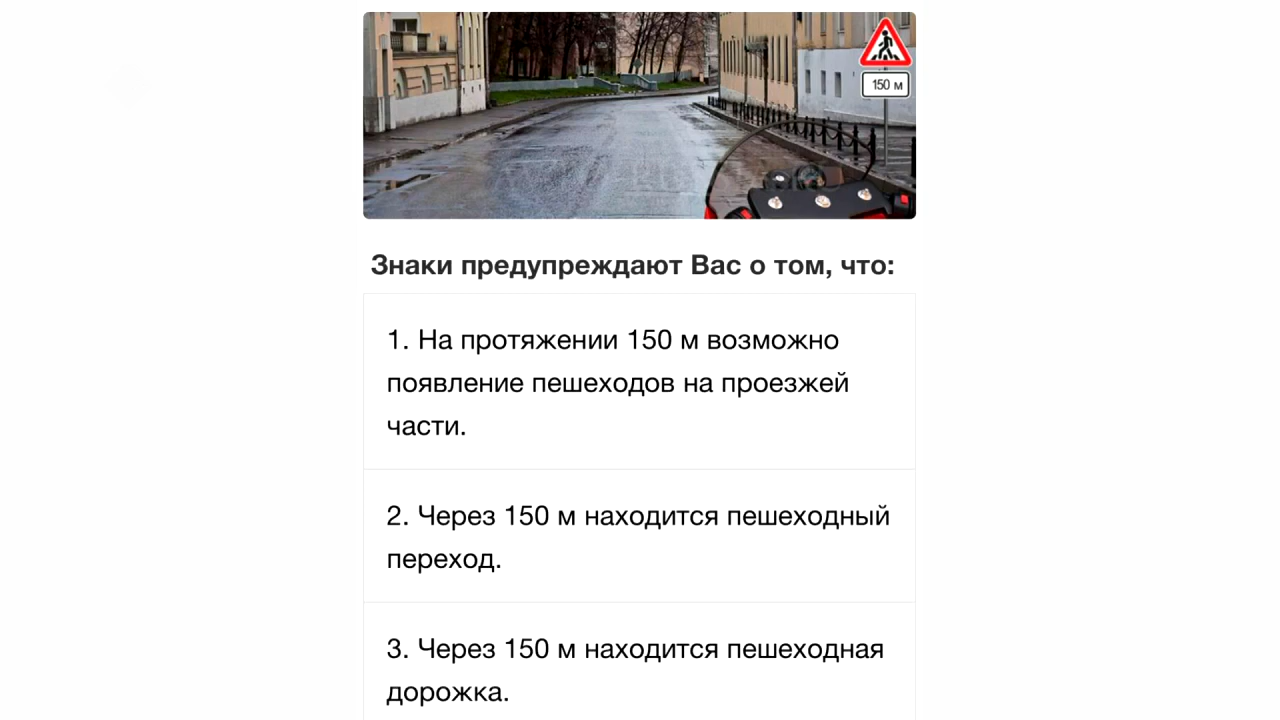 150 м
Знаки предупреждают Вас о том, что:
1. На протяжении 150 м возможно
появление пешеходов на проезжей
части.
2. Через 150 м находится пешеходный
переход.
3. Через 150 м находится пешеходная
дорожка.